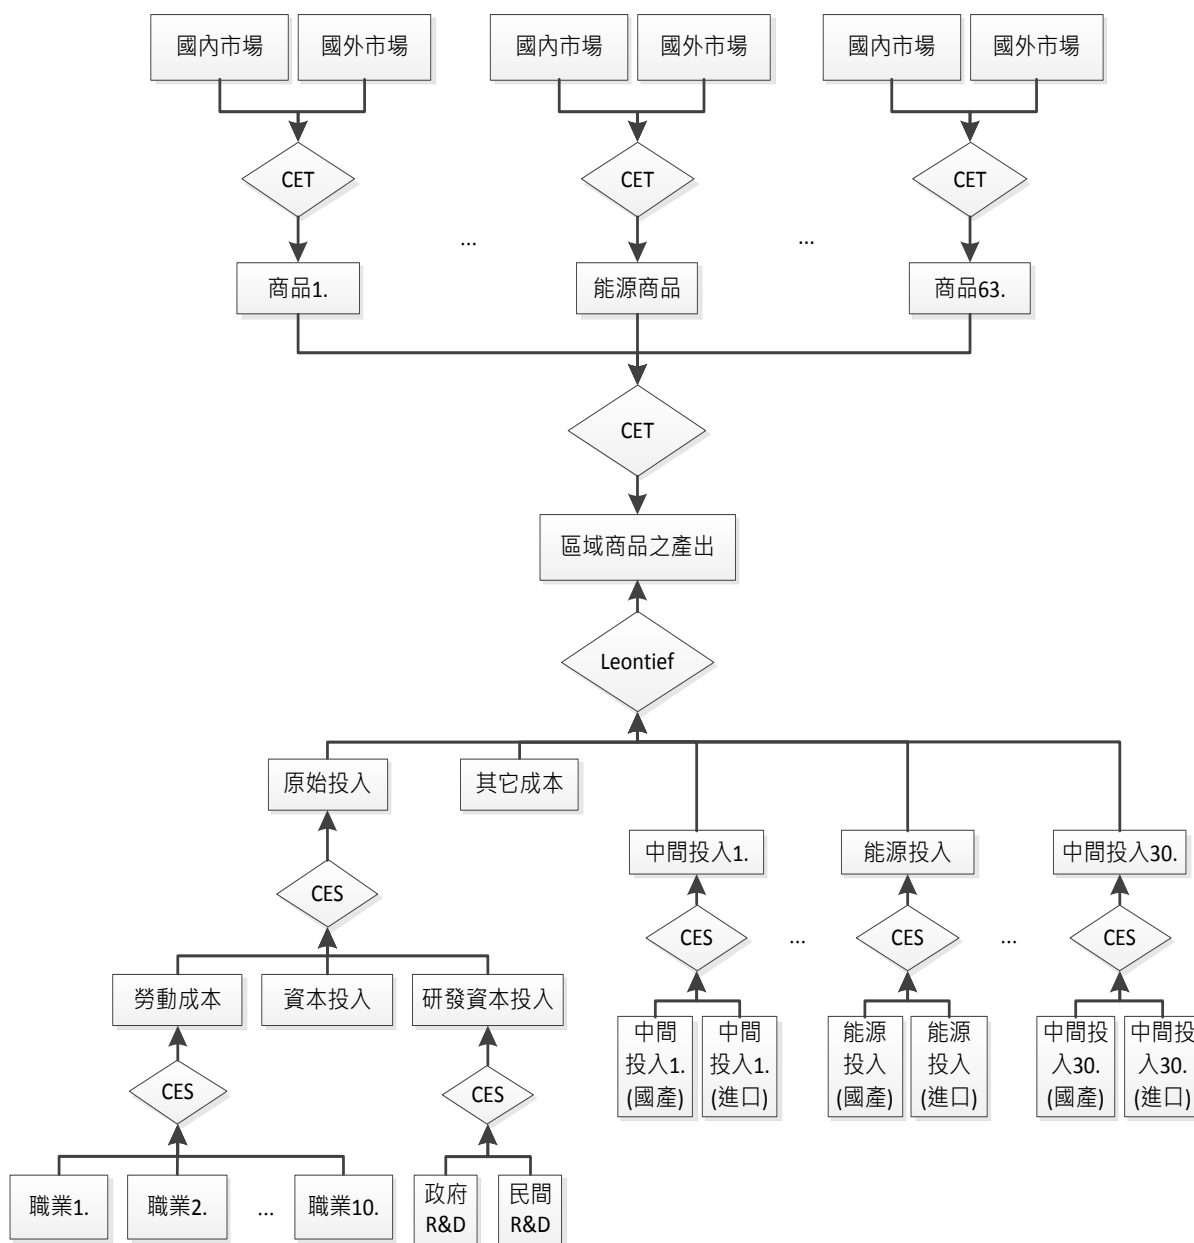 國內市場
國外市場
國內市場
國外市場
國內市場
國外市場
CET
CET
CET
...
...
商品1.
能源商品
商品63.
CET
區域商品之產出
Leontief
原始投入
其它成本
中間投入1.
能源投入
中間投入30.
CES
CES
...
CES
...
CES
勞動成本
資本投入
研發資本投入
中間
投入1.
(國產)
中間
投入1.
(進口)
能源
投入
(國產)
能源
投入
(進口)
中間投
入30.
(國產)
中間投
入30.
(進口)
CES
CES
職業1.
職業2.
...
職業10.
政府
R&D
民間
R&D